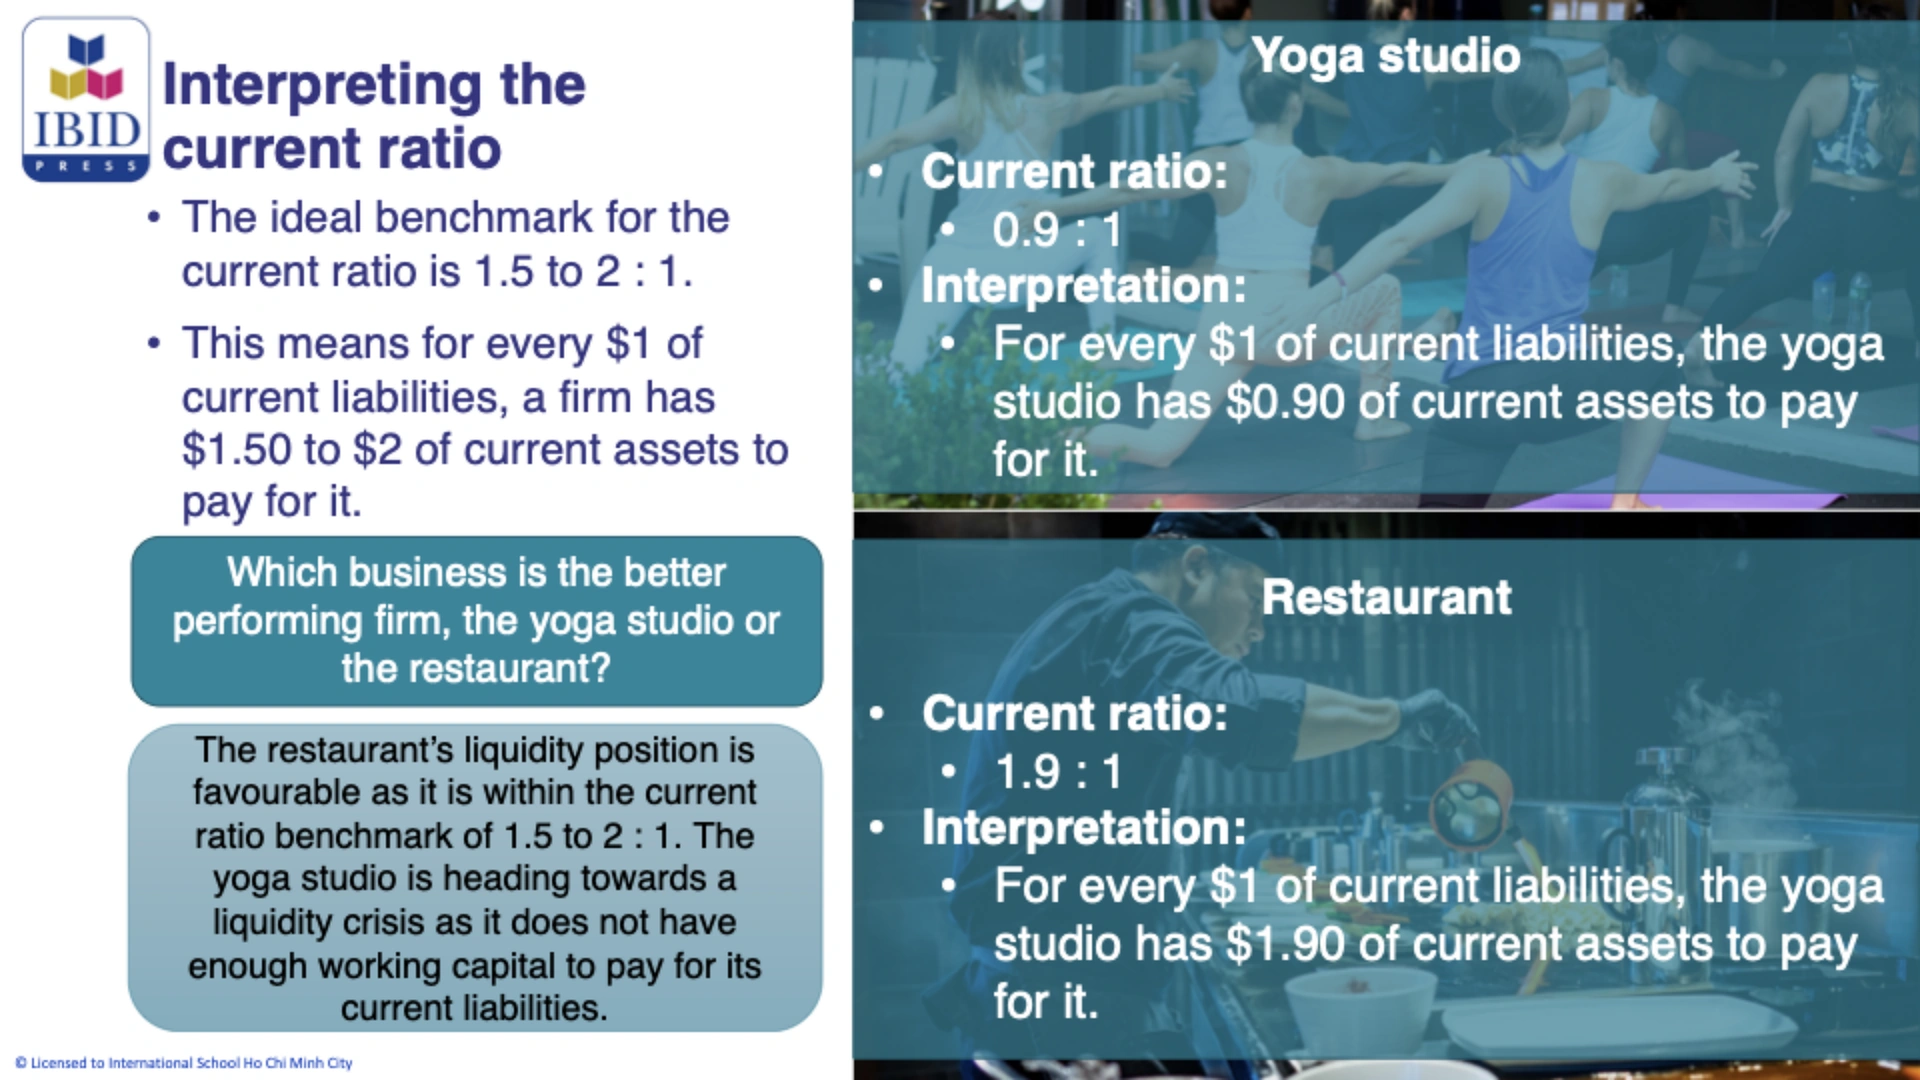 IBID
PRESS
Interpreting the
current ratio
• The ideal benchmark for the
current ratio is 1.5 to 2 : 1.
• This means for every $1 of
current liabilities, a firm has
$1.50 to $2 of current assets to
pay for it.
Which business is the better
performing firm, the yoga studio or
the restaurant?
The restaurant’s liquidity position is
favourable as it is within the current
ratio benchmark of 1.5 to 2 : 1. The
yoga studio is heading towards a
liquidity crisis as it does not have
enough working capital to pay for its
current liabilities.
© Licensed to International School Ho Chi Minh City
Yoga studio
• Current ratio:
• 0.9 : 1
• Interpretation:
• For every $1 of current liabilities, the yoga
studio has $0.90 of current assets to pay
for it.
Restaurant
• Current ratio:
• 1.9 : 1
• Interpretation:
• For every $1 of current liabilities, the yoga
studio has $1.90 of current assets to pay
for it.